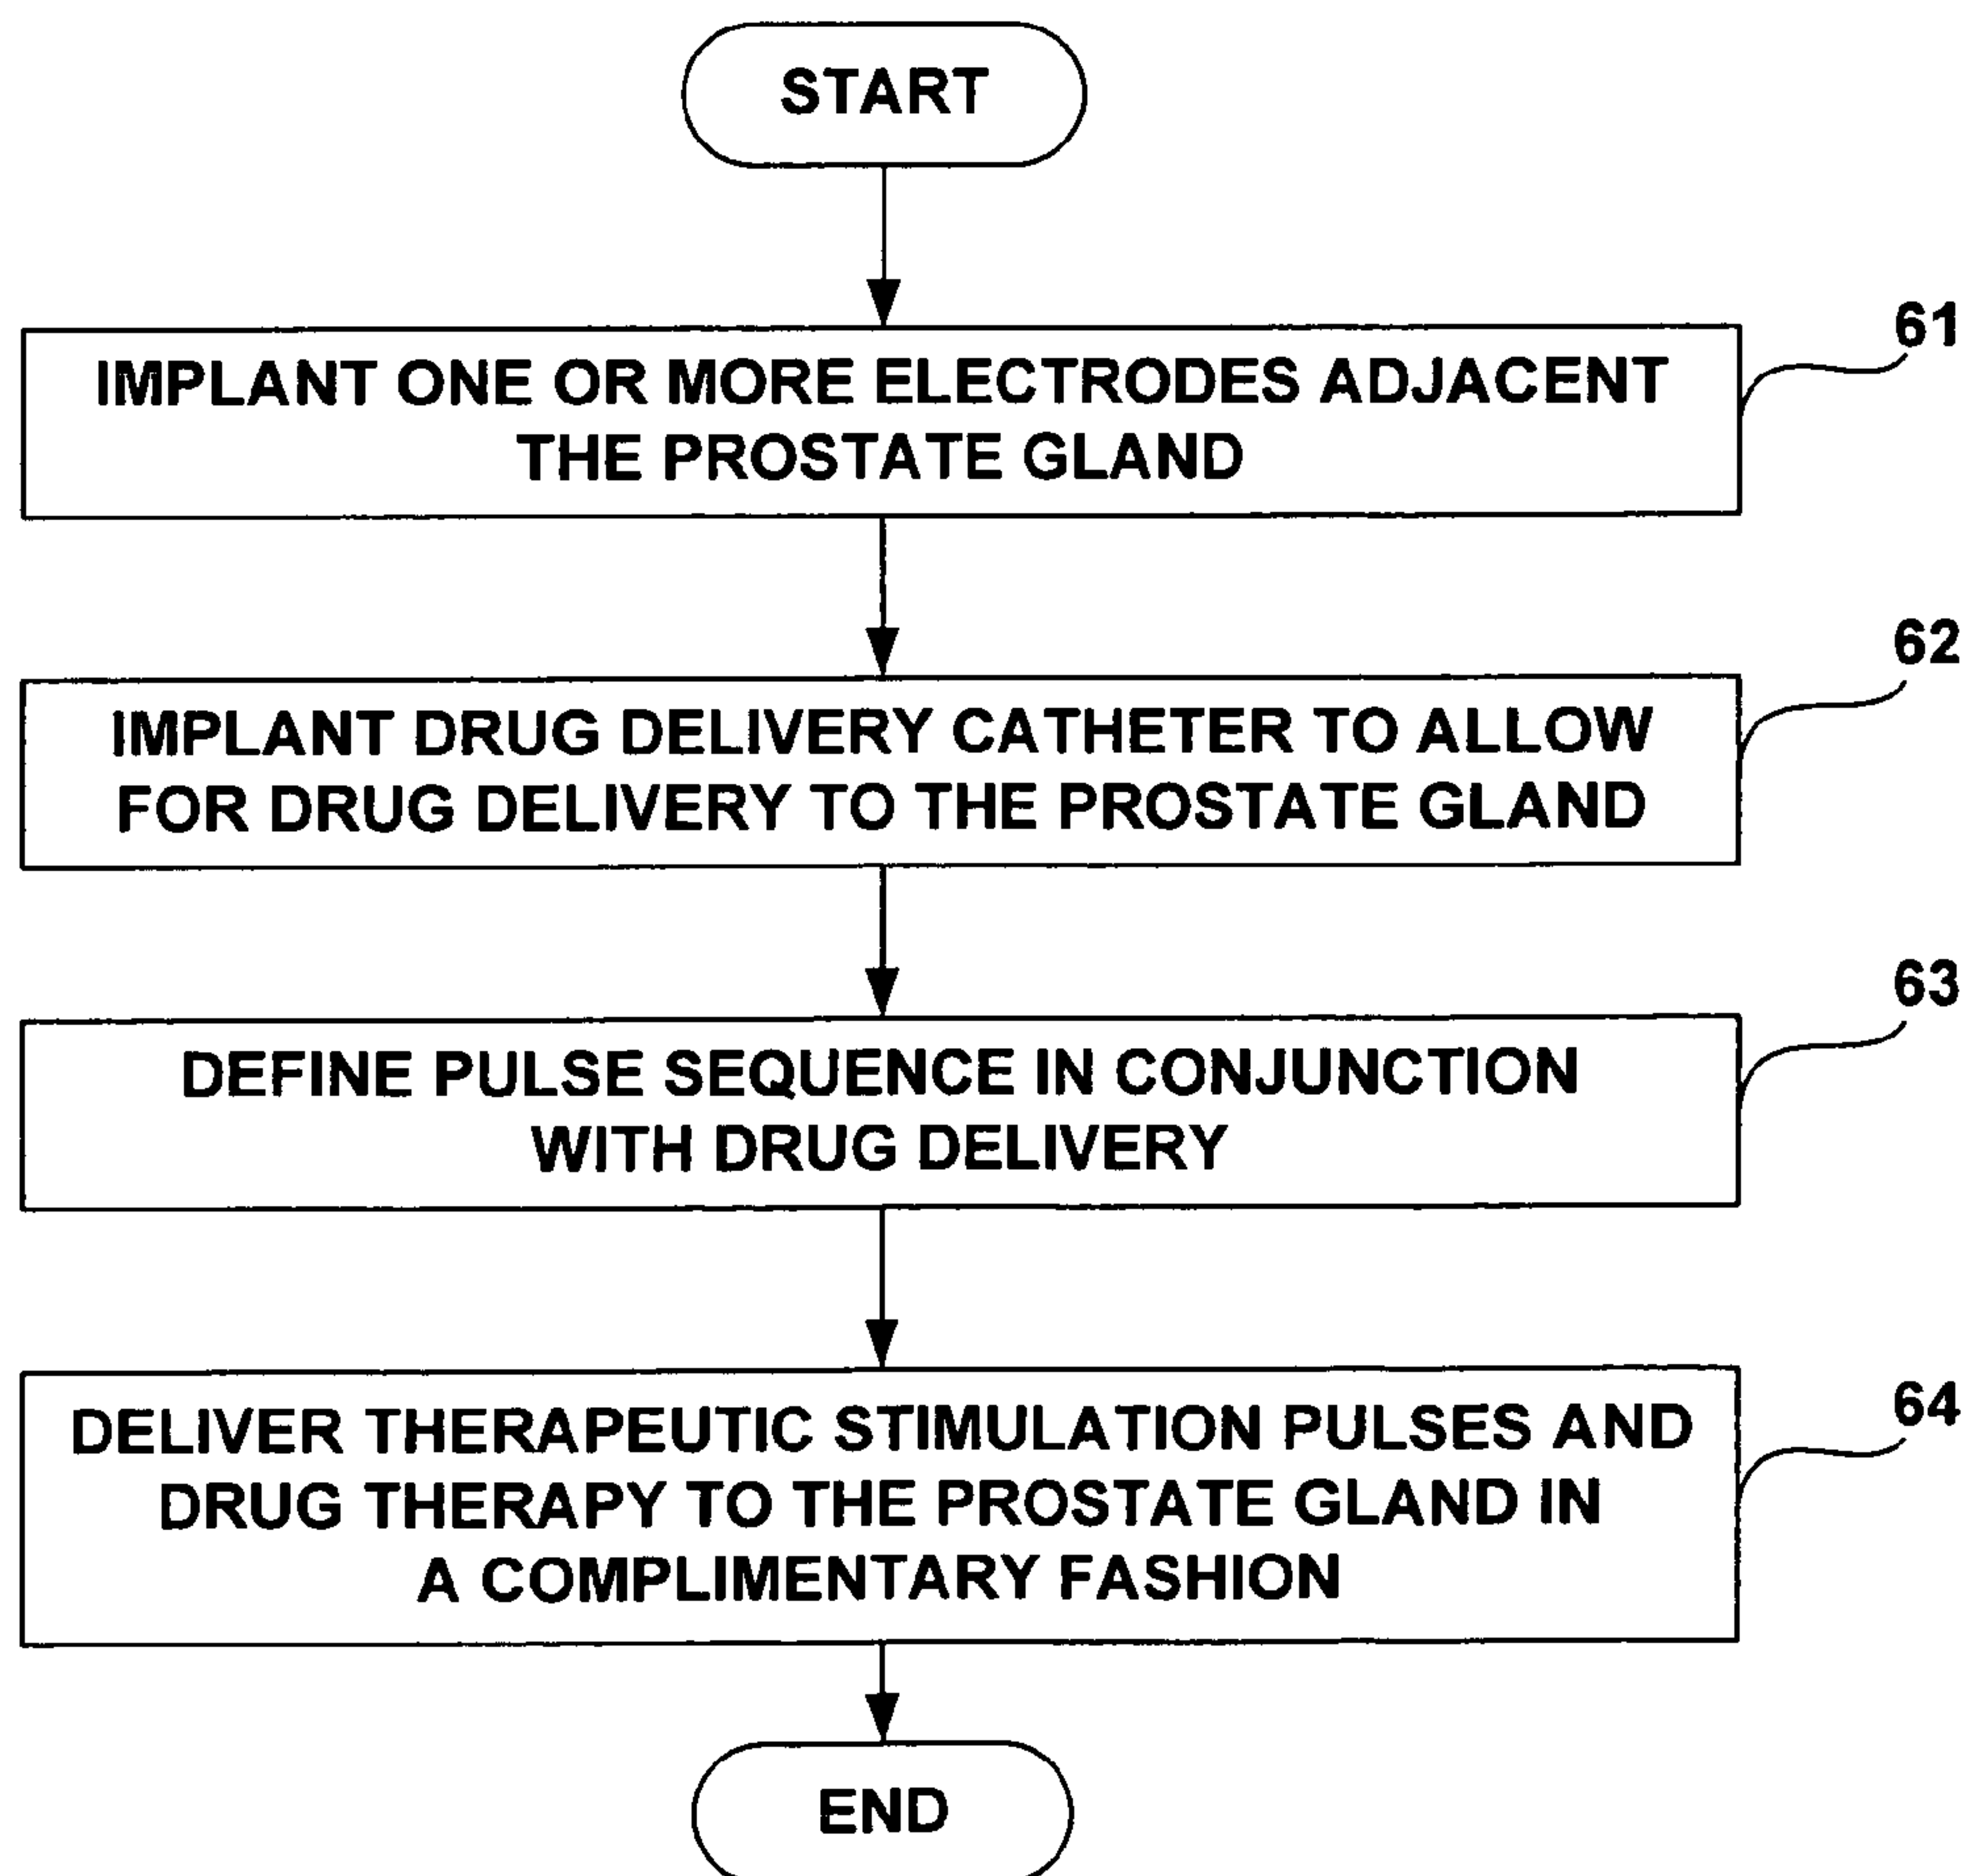 START
61
IMPLANT ONE OR MORE ELECTRODES ADJACENT
THE PROSTATE GLAND
62
IMPLANT DRUG DELIVERY CATHETER TO ALLOW
FOR DRUG DELIVERY TO THE PROSTATE GLAND
63
DEFINE PULSE SEQUENCE IN CONJUNCTION
WITH DRUG DELIVERY
64
DELIVER THERAPEUTIC STIMULATION PULSES AND
DRUG THERAPY TO THE PROSTATE GLAND IN
A COMPLIMENTARY FASHION
END